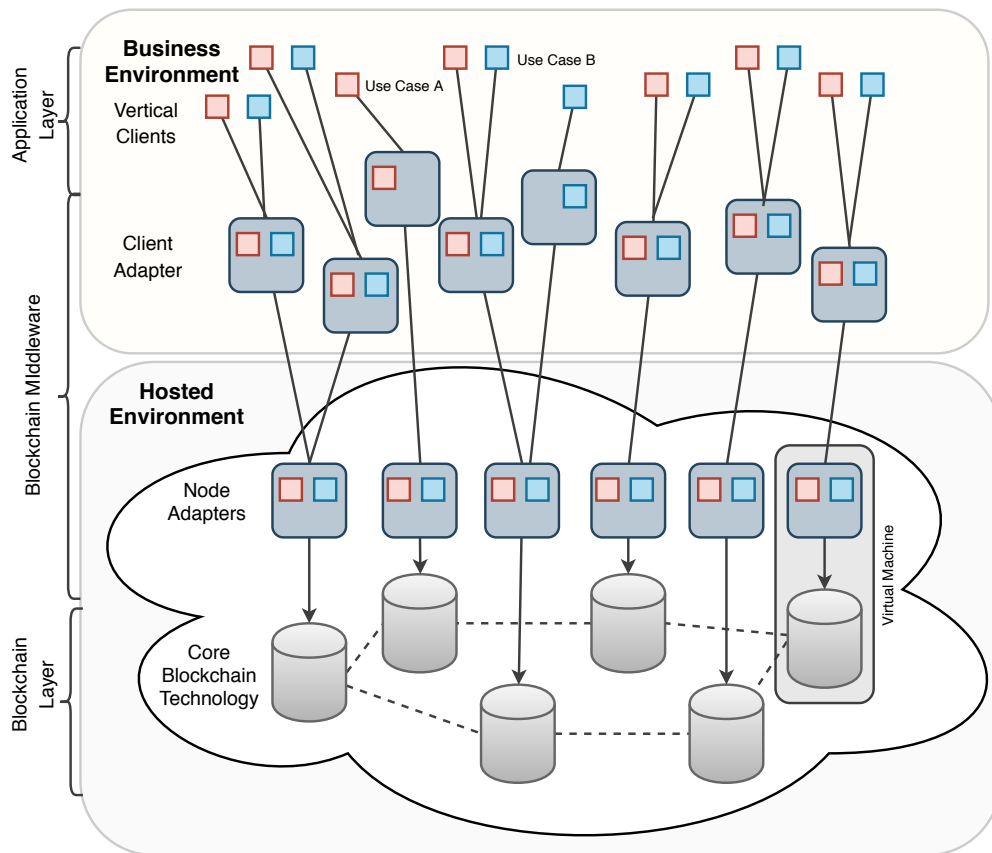 Business
Environment
Use Case A
Use Case B
Vertical
Clients
Application
Layer
Client
Adapter
Blockchain MIddleware
Hosted
Environment
Node
Adapters
Virtual Machine
Core
Blockchain
Technology
Blockchain
Layer